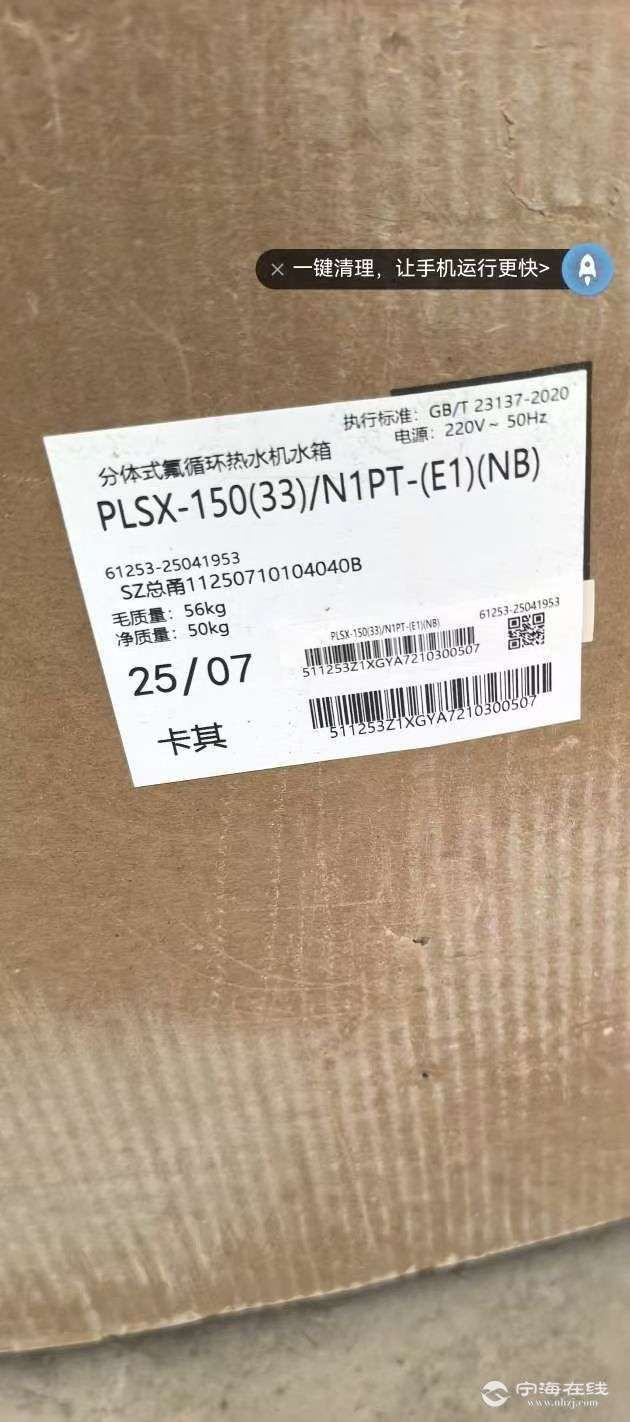 一键清理，让手机运行更快>
执行标准：GB/T 23137-2020
电源：220V～ 50Hz
分体式氟循环热水机水箱
PLSX-150(33)/N1PT-(E1)(NB)
61253-25041953
SZ总甬11250710104040B
毛质量：56kg
净质量：50kg
25/07
卡其
PLSX-150(33)/N1PT-(E1)(NB)
61253-25041953
511253Z1XGYA7210300507
511253Z1XGYA7210300507
宁海在线
www.nhzj.com